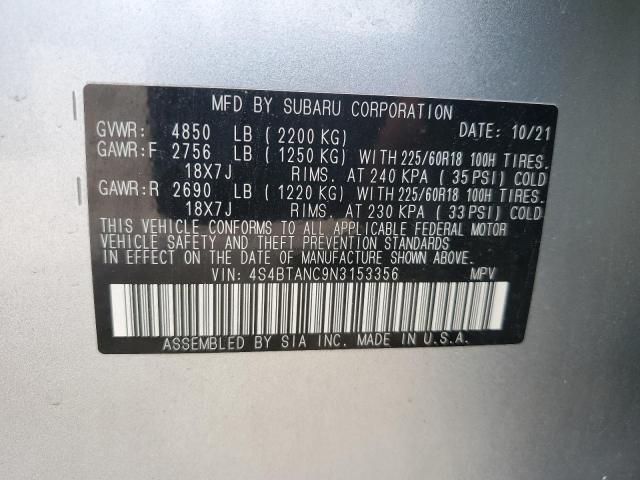 MFD BY SUBARU CORPORATION DATE: 10/21
GVWR: 4850 LB (2200 KG)
GAWR:F 2756 LB (1250 KG) WITH 225/60R18 100H TIRES.
18X7J RIMS. AT 240 KPA (35 PSI) COLD
GAWR:R 2690 LB (1220 KG) WITH 225/60R18 100H TIRES.
18X7J RIMS. AT 230 KPA (33 PSI) COLD.
THIS VEHICLE CONFORMS TO ALL APPLICABLE FEDERAL MOTOR
VEHICLE SAFETY AND THEFT PREVENTION STANDARDS
IN EFFECT ON THE DATE OF MANUFACTURE SHOWN ABOVE.
VIN: 4S4BTANC9N3153356 MPV
ASSEMBLED BY SIA INC. MADE IN U.S.A.